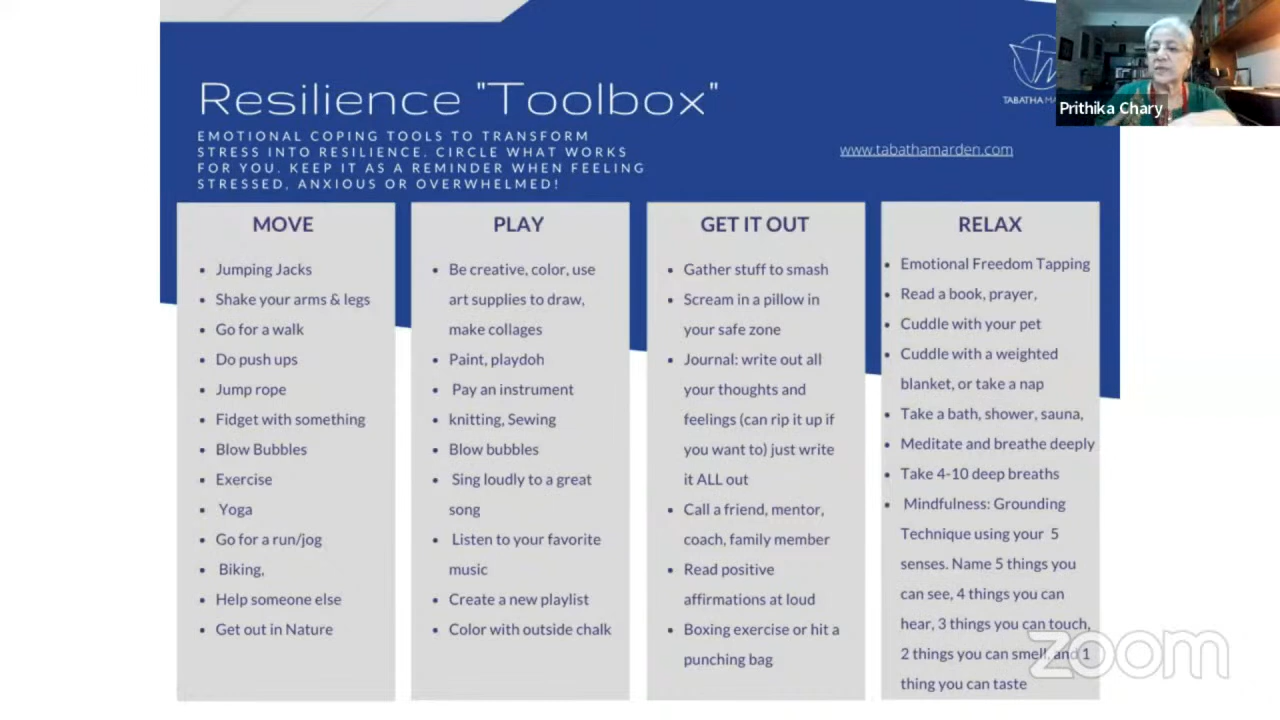 Resilience "Toolbox"
EMOTIONAL COPING TOOLS TO TRANSFORM
STRESS INTO RESILIENCE. CIRCLE WHAT WORKS
FOR YOU. KEEP IT AS A REMINDER WHEN FEELING
STRESSED, ANXIOUS OR OVERWHELMED!
www.tabathamarden.com
TABATHA MA
Prithika Chary
MOVE
Jumping Jacks
Shake your arms & legs
Go for a walk
Do push ups
Jump rope
Fidget with something
Blow Bubbles
Exercise
Yoga
Go for a run/jog
Biking,
Help someone else
Get out in Nature
PLAY
Be creative, color, use
art supplies to draw,
make collages
Paint, playdoh
Pay an instrument
knitting, Sewing
Blow bubbles
Sing loudly to a great
song
Listen to your favorite
music
Create a new playlist
Color with outside chalk
GET IT OUT
Gather stuff to smash
Scream in a pillow in
your safe zone
Journal: write out all
your thoughts and
feelings (can rip it up if
you want to) just write
it ALL out
Call a friend, mentor,
coach, family member
Read positive
affirmations at loud
Boxing exercise or hit a
punching bag
RELAX
Emotional Freedom Tapping
Read a book, prayer,
Cuddle with your pet
Cuddle with a weighted
blanket, or take a nap
Take a bath, shower, sauna,
Meditate and breathe deeply
Take 4-10 deep breaths
Mindfulness: Grounding
Technique using your 5
senses. Name 5 things you
can see, 4 things you can
hear, 3 things you can touch,
2 things you can smell, and 1
thing you can taste
zoom